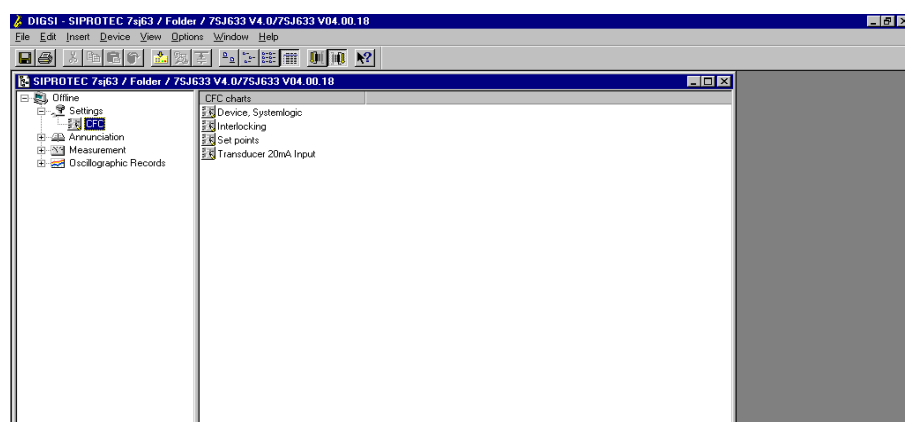 DIGSI - SIPROTEC 7sj63 / Folder / 7SJ633 V4.0/7SJ633 V04.00.18
File Edit Insert Device View Options Window Help
SIPROTEC 7sj63 / Folder / 7SJ633 V4.0/7SJ633 V04.00.18
Offline
Settings
CFC
Annunciation
Measurement
Oscillographic Records
CFC charts
Device, Systemlogic
Interlocking
Set points
Transducer 20mA Input